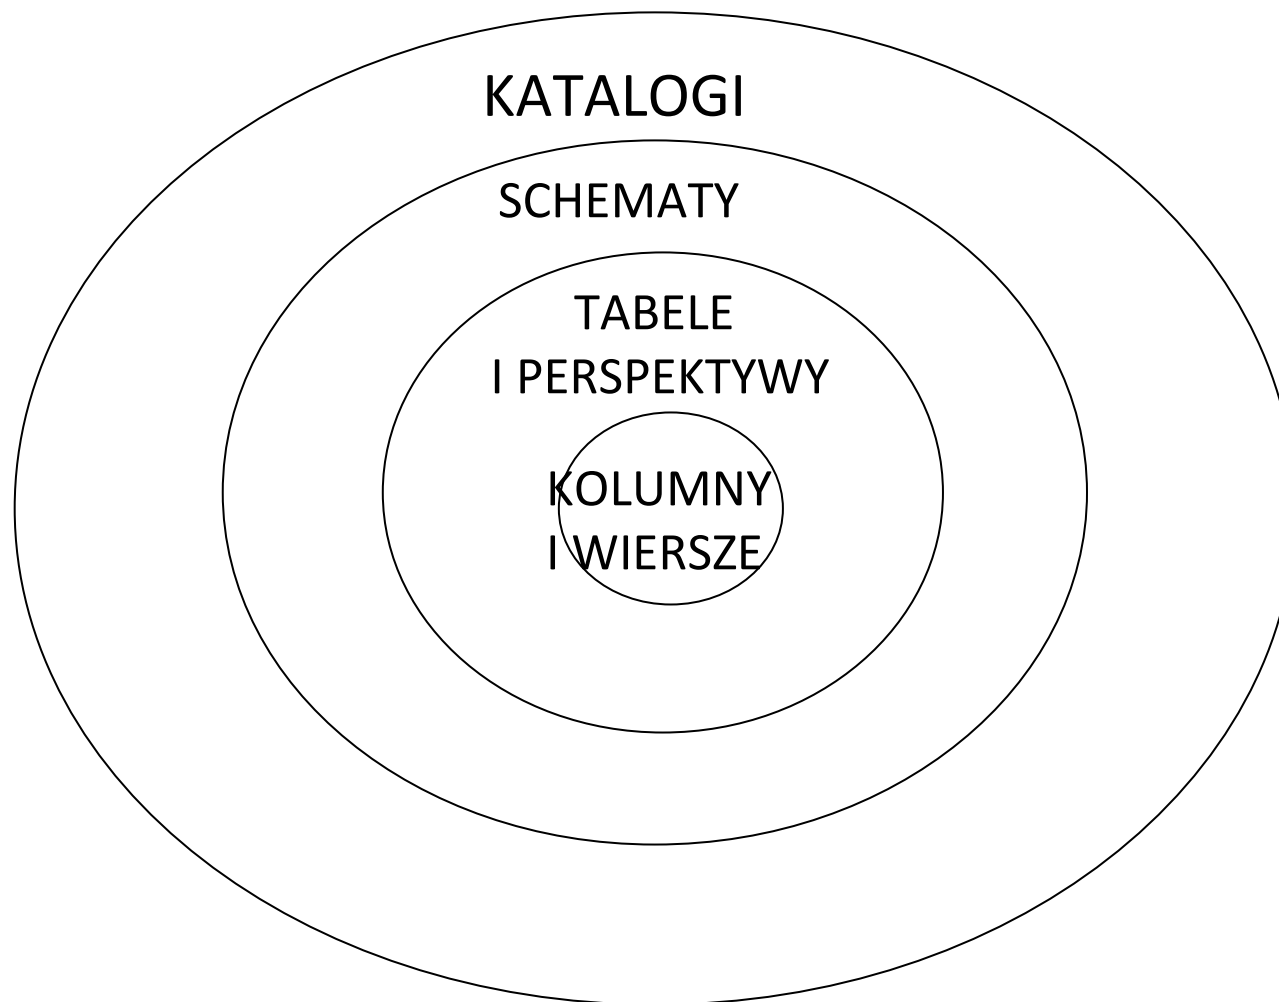 KATALOGI
SCHEMATY
TABELE
I PERSPEKTYWY
KOLUMNY
I WIERSZE